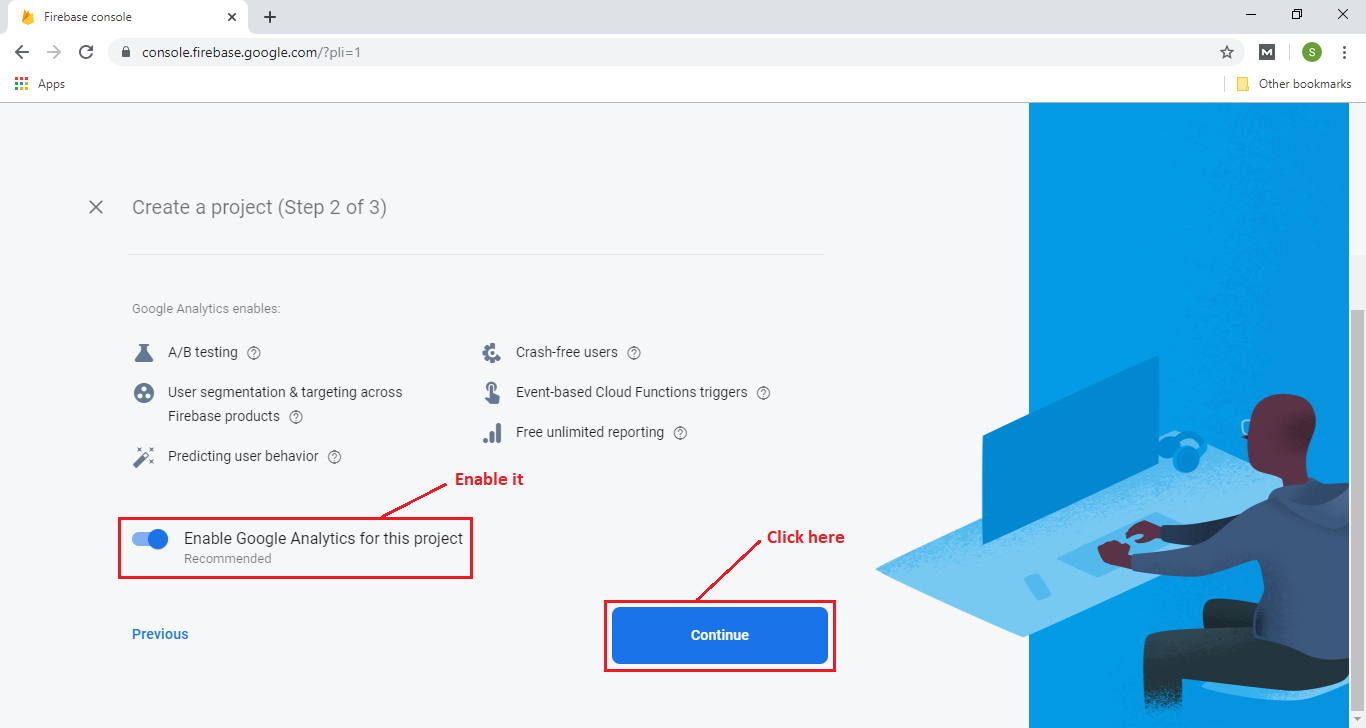 Firebase console
console.firebase.google.com/?pli=1
S
Apps
Other bookmarks
Create a project (Step 2 of 3)
Google Analytics enables:
A/B testing
Crash-free users
User segmentation & targeting across
Firebase products
Event-based Cloud Functions triggers
Free unlimited reporting
Predicting user behavior
Enable it
Enable Google Analytics for this project
Recommended
Click here
Previous
Continue